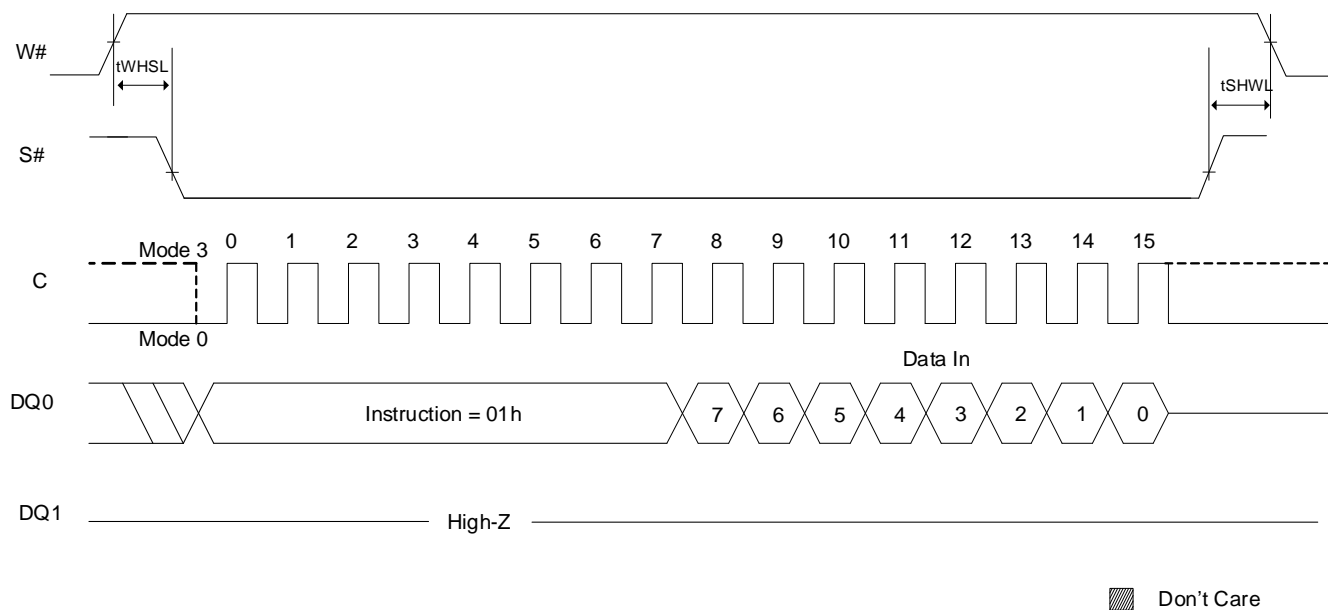 W#
tWHSL
tSHWL
S#
Mode 3
0 1 2 3 4 5 6 7 8 9 10 11 12 13 14 15
C
Mode 0
Data In
DQ0
Instruction = 01h
7 6 5 4 3 2 1 0
DQ1
High-Z
Don't Care